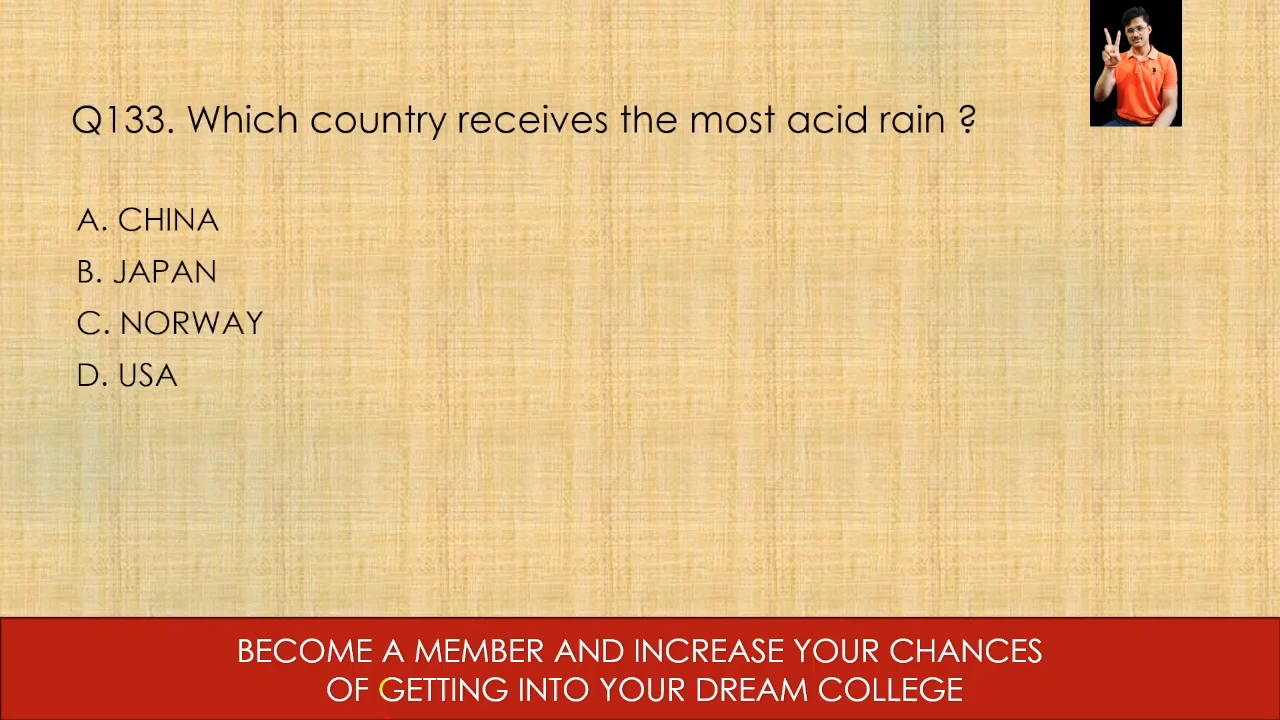 Q133. Which country receives the most acid rain ?
A. CHINA
B. JAPAN
C. NORWAY
D. USA
BECOME A MEMBER AND INCREASE YOUR CHANCES
OF GETTING INTO YOUR DREAM COLLEGE